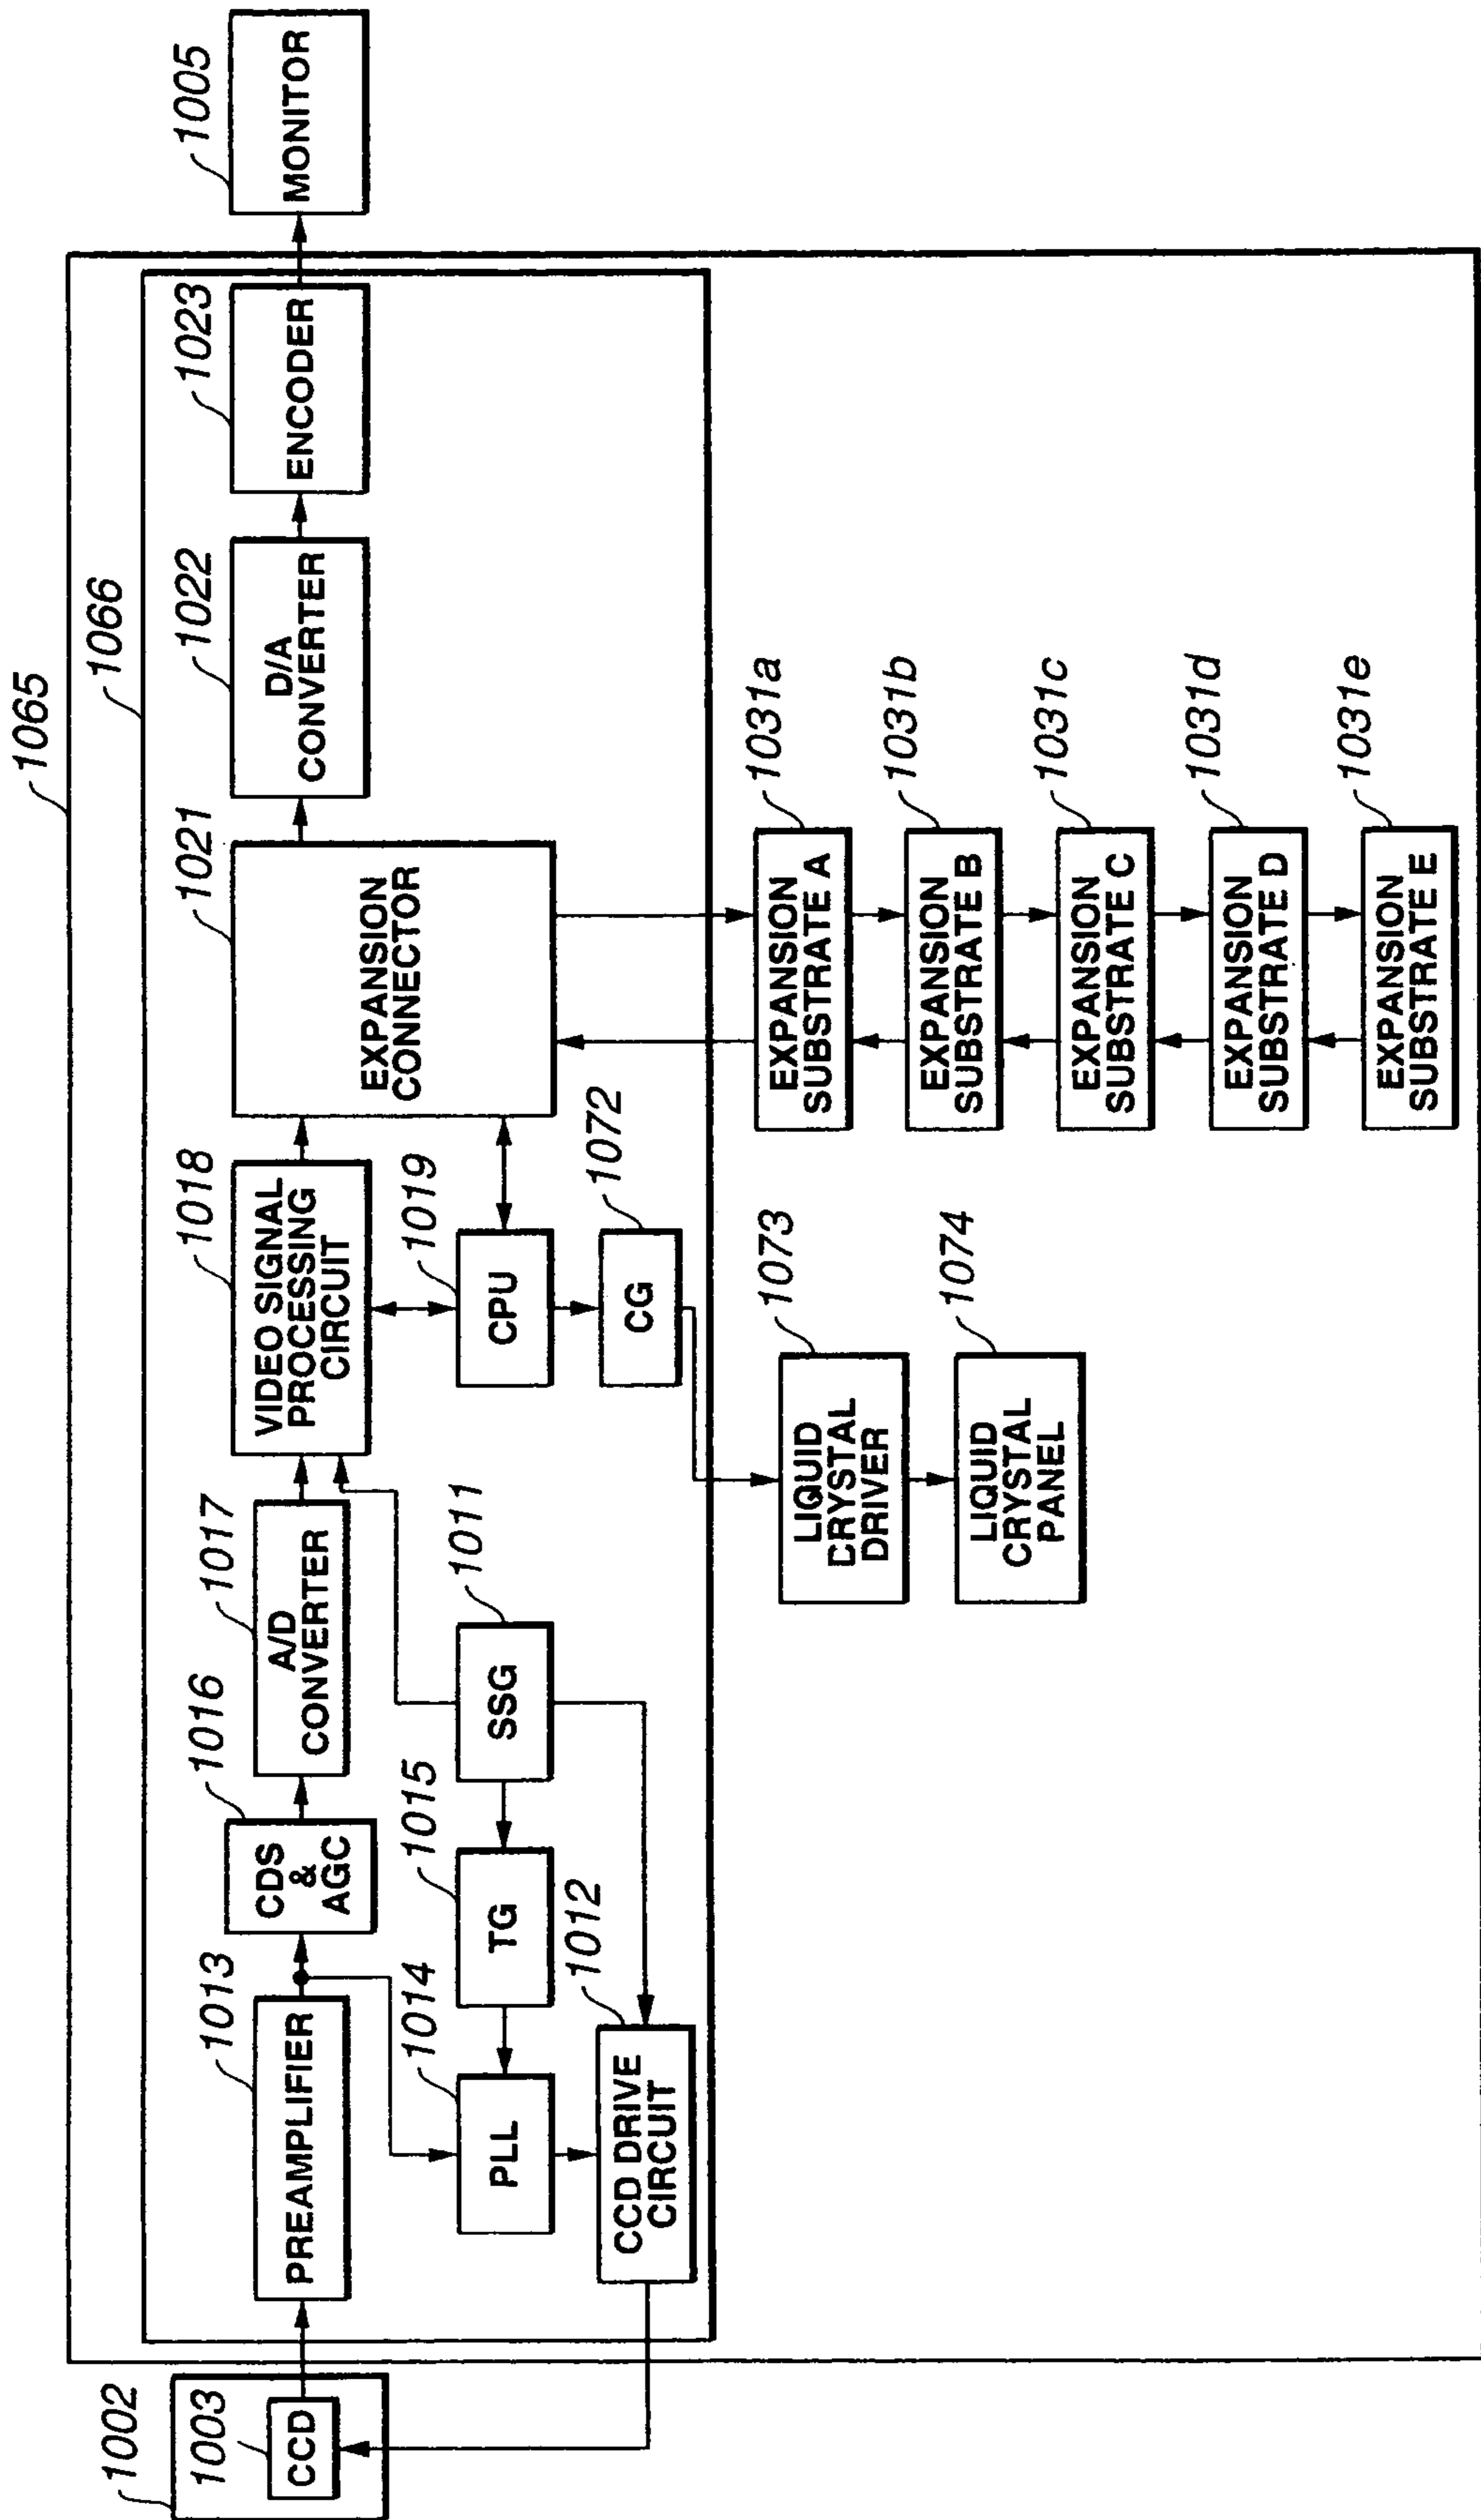 1065
1066
1002
1003
CCD
1013
PREAMPLIFIER
1016
CDS
&
AGC
1017
A/D
CONVERTER
1018
VIDEO SIGNAL
PROCESSING
CIRCUIT
1021
EXPANSION
CONNECTOR
1022
D/A
CONVERTER
1023
ENCODER
1005
MONITOR
1014
PLL
1015
TG
1011
SSG
1019
CPU
1012
CCD DRIVE
CIRCUIT
1072
CG
1073
LIQUID
CRYSTAL
DRIVER
1074
LIQUID
CRYSTAL
PANEL
1031a
EXPANSION
SUBSTRATE A
1031b
EXPANSION
SUBSTRATE B
1031c
EXPANSION
SUBSTRATE C
1031d
EXPANSION
SUBSTRATE D
1031e
EXPANSION
SUBSTRATE E